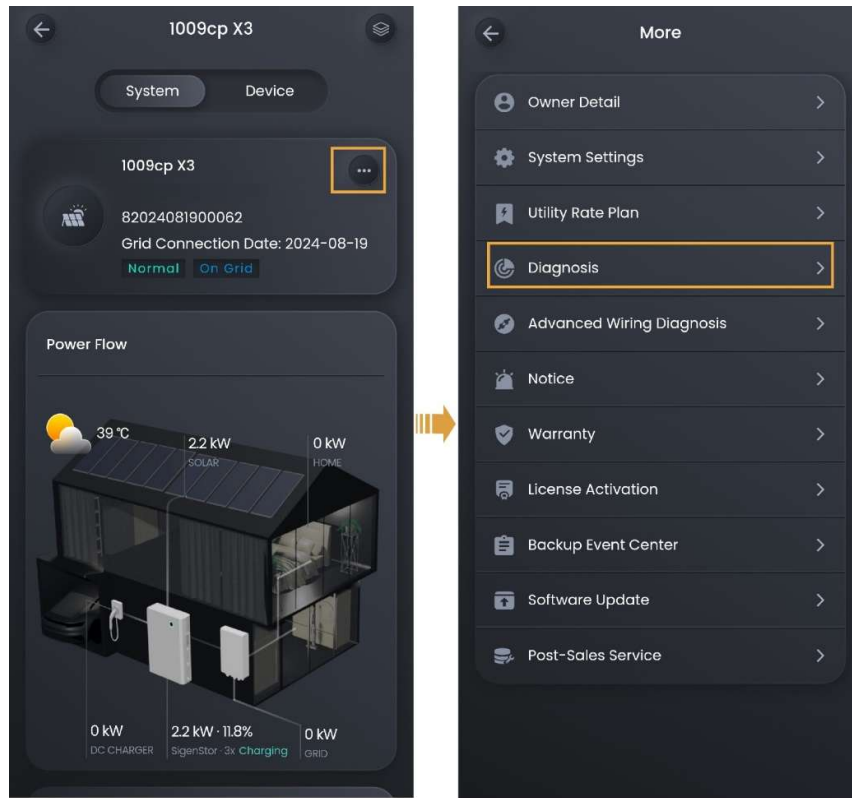 1009cp X3
System
Device
1009cp X3
82024081900062
Grid Connection Date: 2024-08-19
Normal
On Grid
Power Flow
39 ℃
2.2 kW
SOLAR
0 kW
HOME
0 kW
DC CHARGER
2.2 kW · 11.8%
SigenStor · 3x Charging
0 kW
GRID
More
Owner Detail
System Settings
Utility Rate Plan
Diagnosis
Advanced Wiring Diagnosis
Notice
Warranty
License Activation
Backup Event Center
Software Update
Post-Sales Service